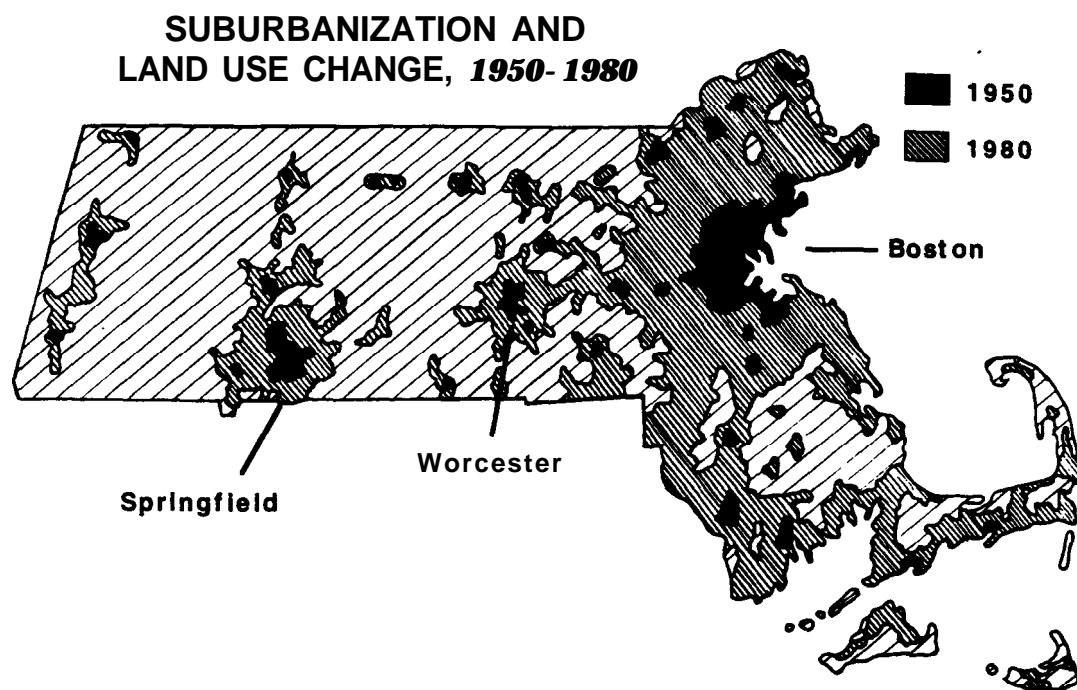 SUBURBANIZATION AND
LAND USE CHANGE, 1950-1980
1950
1980
Boston
Worcester
Springfield